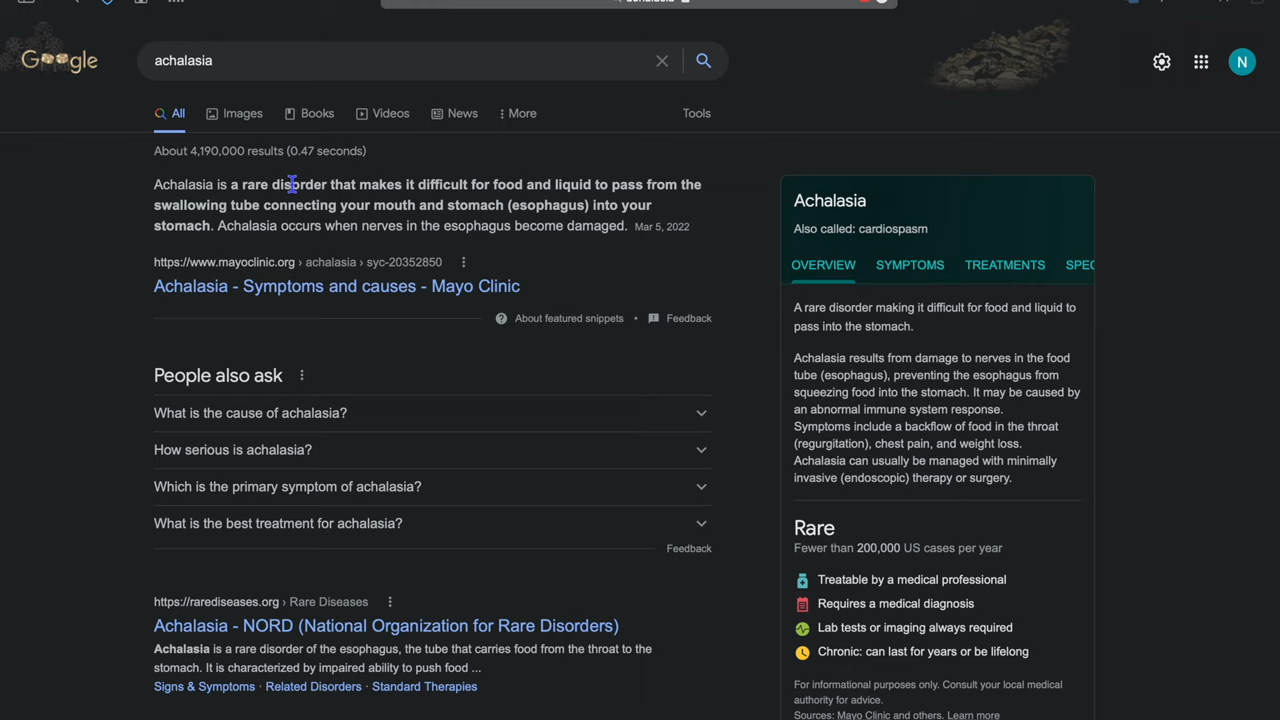 achalasia
Google
achalasia
N
All
Images
Books
Videos
News
More
Tools
About 4,190,000 results (0.47 seconds)
Achalasia is a rare disorder that makes it difficult for food and liquid to pass from the
swallowing tube connecting your mouth and stomach (esophagus) into your
stomach. Achalasia occurs when nerves in the esophagus become damaged. Mar 5, 2022
https://www.mayoclinic.org › achalasia › syc-20352850
Achalasia - Symptoms and causes - Mayo Clinic
About featured snippets • Feedback
People also ask
What is the cause of achalasia?
How serious is achalasia?
Which is the primary symptom of achalasia?
What is the best treatment for achalasia?
Feedback
https://rarediseases.org › Rare Diseases
Achalasia - NORD (National Organization for Rare Disorders)
Achalasia is a rare disorder of the esophagus, the tube that carries food from the throat to the
stomach. It is characterized by impaired ability to push food ...
Signs & Symptoms · Related Disorders · Standard Therapies
Achalasia
Also called: cardiospasm
OVERVIEW SYMPTOMS TREATMENTS SPEC
A rare disorder making it difficult for food and liquid to
pass into the stomach.
Achalasia results from damage to nerves in the food
tube (esophagus), preventing the esophagus from
squeezing food into the stomach. It may be caused by
an abnormal immune system response.
Symptoms include a backflow of food in the throat
(regurgitation), chest pain, and weight loss.
Achalasia can usually be managed with minimally
invasive (endoscopic) therapy or surgery.
Rare
Fewer than 200,000 US cases per year
Treatable by a medical professional
Requires a medical diagnosis
Lab tests or imaging always required
Chronic: can last for years or be lifelong
For informational purposes only. Consult your local medical
authority for advice.
Sources: Mayo Clinic and others. Learn more